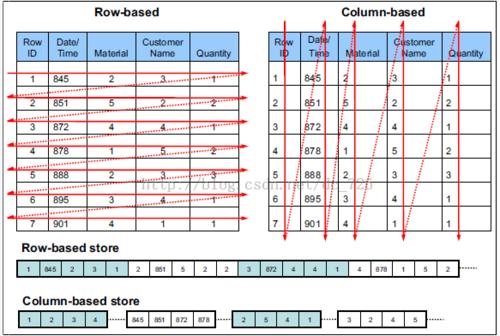 Row-based Column-based
Row Date/ Customer Row Date/ Customer
ID Time Material Name Quantity ID Time Material Name Quantity
1 845 2 3 1 1 845 2 3 1
2 851 5 2 2 2 851 5 2 2
3 872 4 4 1 3 872 4 4 1
4 878 1 5 2 4 878 1 5 2
5 888 2 3 3 5 888 2 3 3
http://blog.csdn.net/
6 895 3 4 1 6 895 3 4 1
7 901 4 1 1 7 901 4 1 1
Row-based store
1 845 2 3 1 2 851 5 2 2 3 872 4 4 1 4 878 1 5 2
Column-based store
1 2 3 4 845 851 872 878 2 5 4 1 3 2 4 5